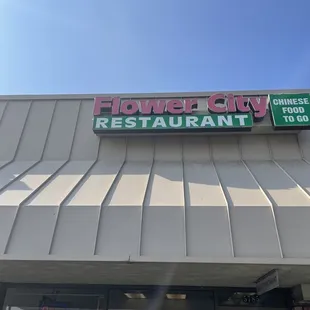 Flower City
RESTAURANT
CHINESE
FOOD
TO GO